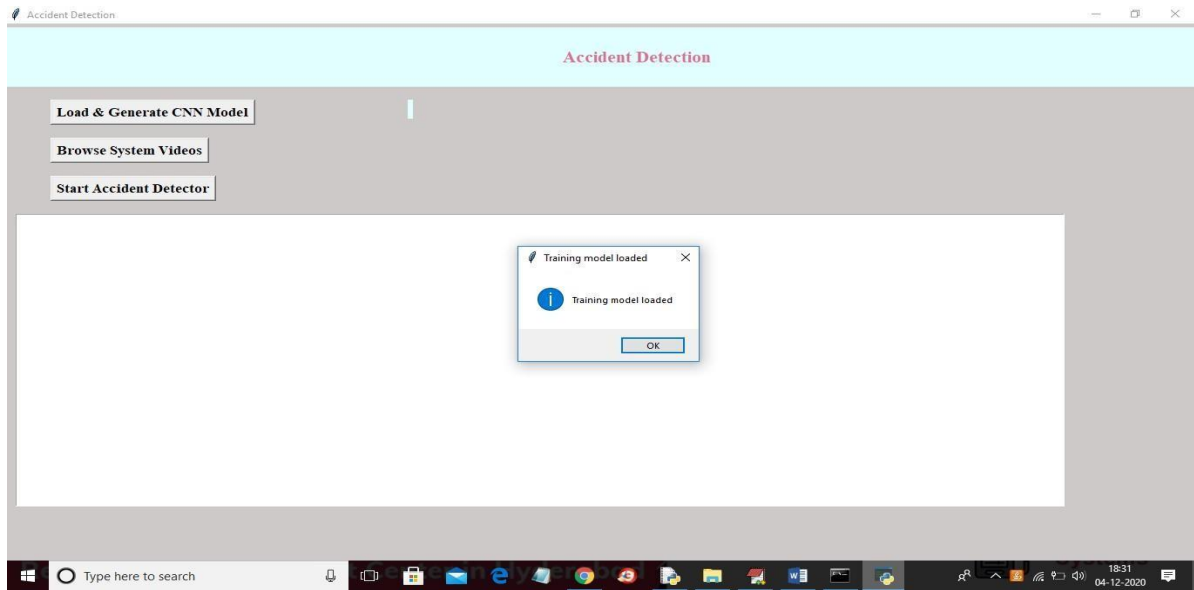 Accident Detection
Accident Detection
Load & Generate CNN Model
Browse System Videos
Start Accident Detector
Training model loaded
Training model loaded
OK
Type here to search
18:31
04-12-2020